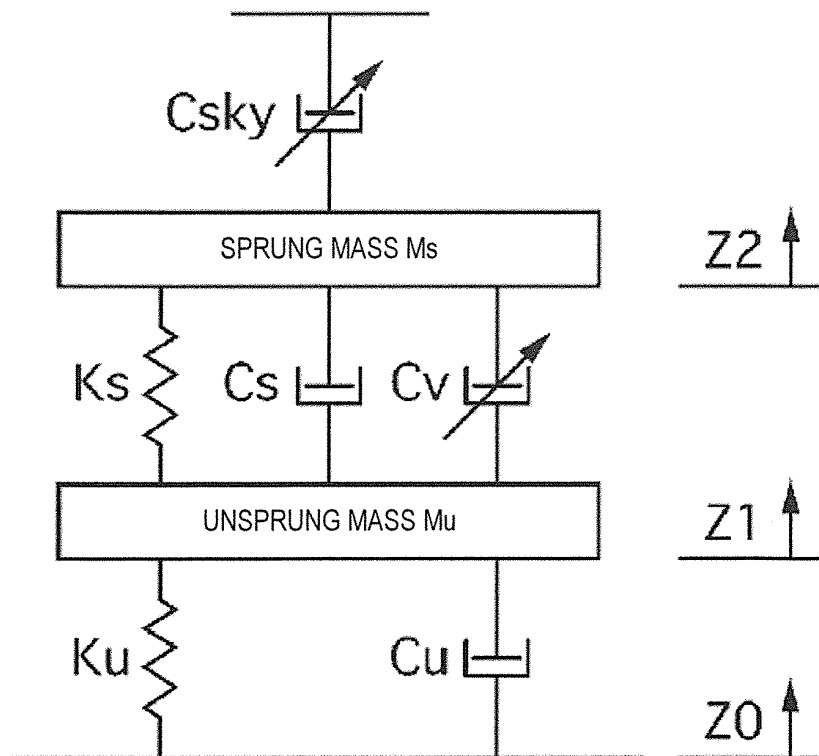 Csky
SPRUNG MASS Ms
Z2
Ks
Cs
Cv
UNSPRUNG MASS Mu
Z1
Ku
Cu
Z0